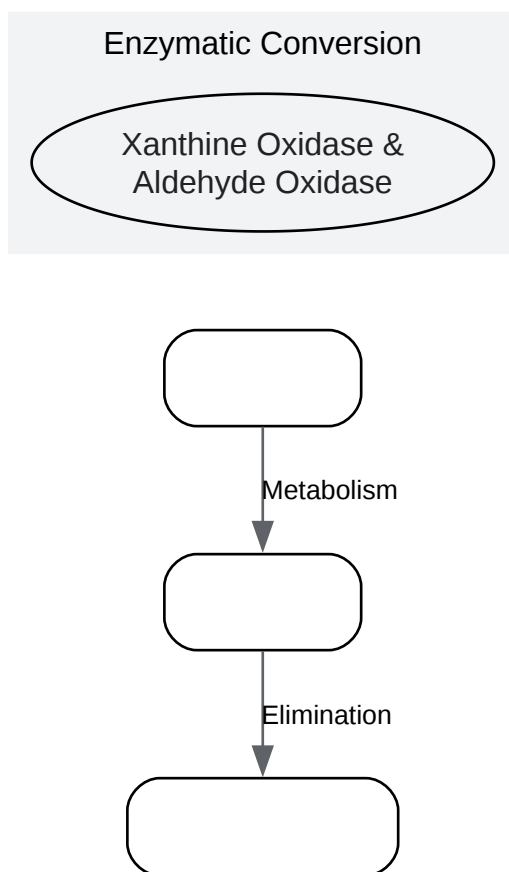 Enzymatic Conversion
Xanthine Oxidase &
Aldehyde Oxidase
Metabolism
Elimination